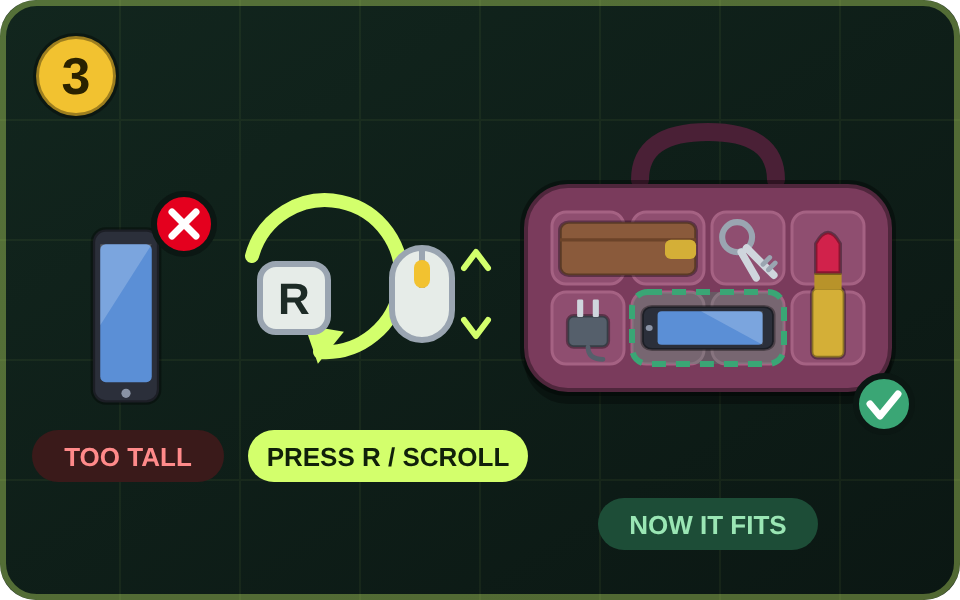 3
R
TOO TALL
PRESS R / SCROLL
NOW IT FITS